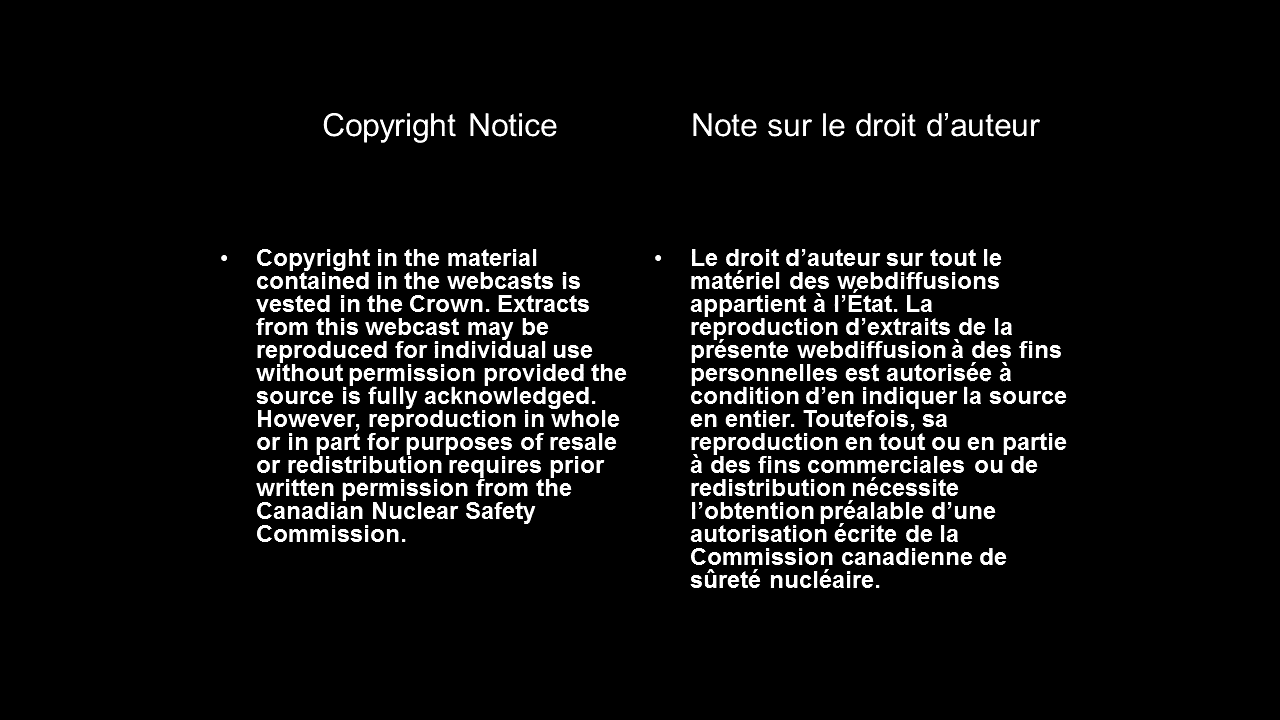 Copyright Notice
• Copyright in the material
contained in the webcasts is
vested in the Crown. Extracts
from this webcast may be
reproduced for individual use
without permission provided the
source is fully acknowledged.
However, reproduction in whole
or in part for purposes of resale
or redistribution requires prior
written permission from the
Canadian Nuclear Safety
Commission.
Note sur le droit d’auteur
• Le droit d’auteur sur tout le
matériel des webdiffusions
appartient à l’État. La
reproduction d’extraits de la
présente webdiffusion à des fins
personnelles est autorisée à
condition d’en indiquer la source
en entier. Toutefois, sa
reproduction en tout ou en partie
à des fins commerciales ou de
redistribution nécessite
l’obtention préalable d’une
autorisation écrite de la
Commission canadienne de
sûreté nucléaire.